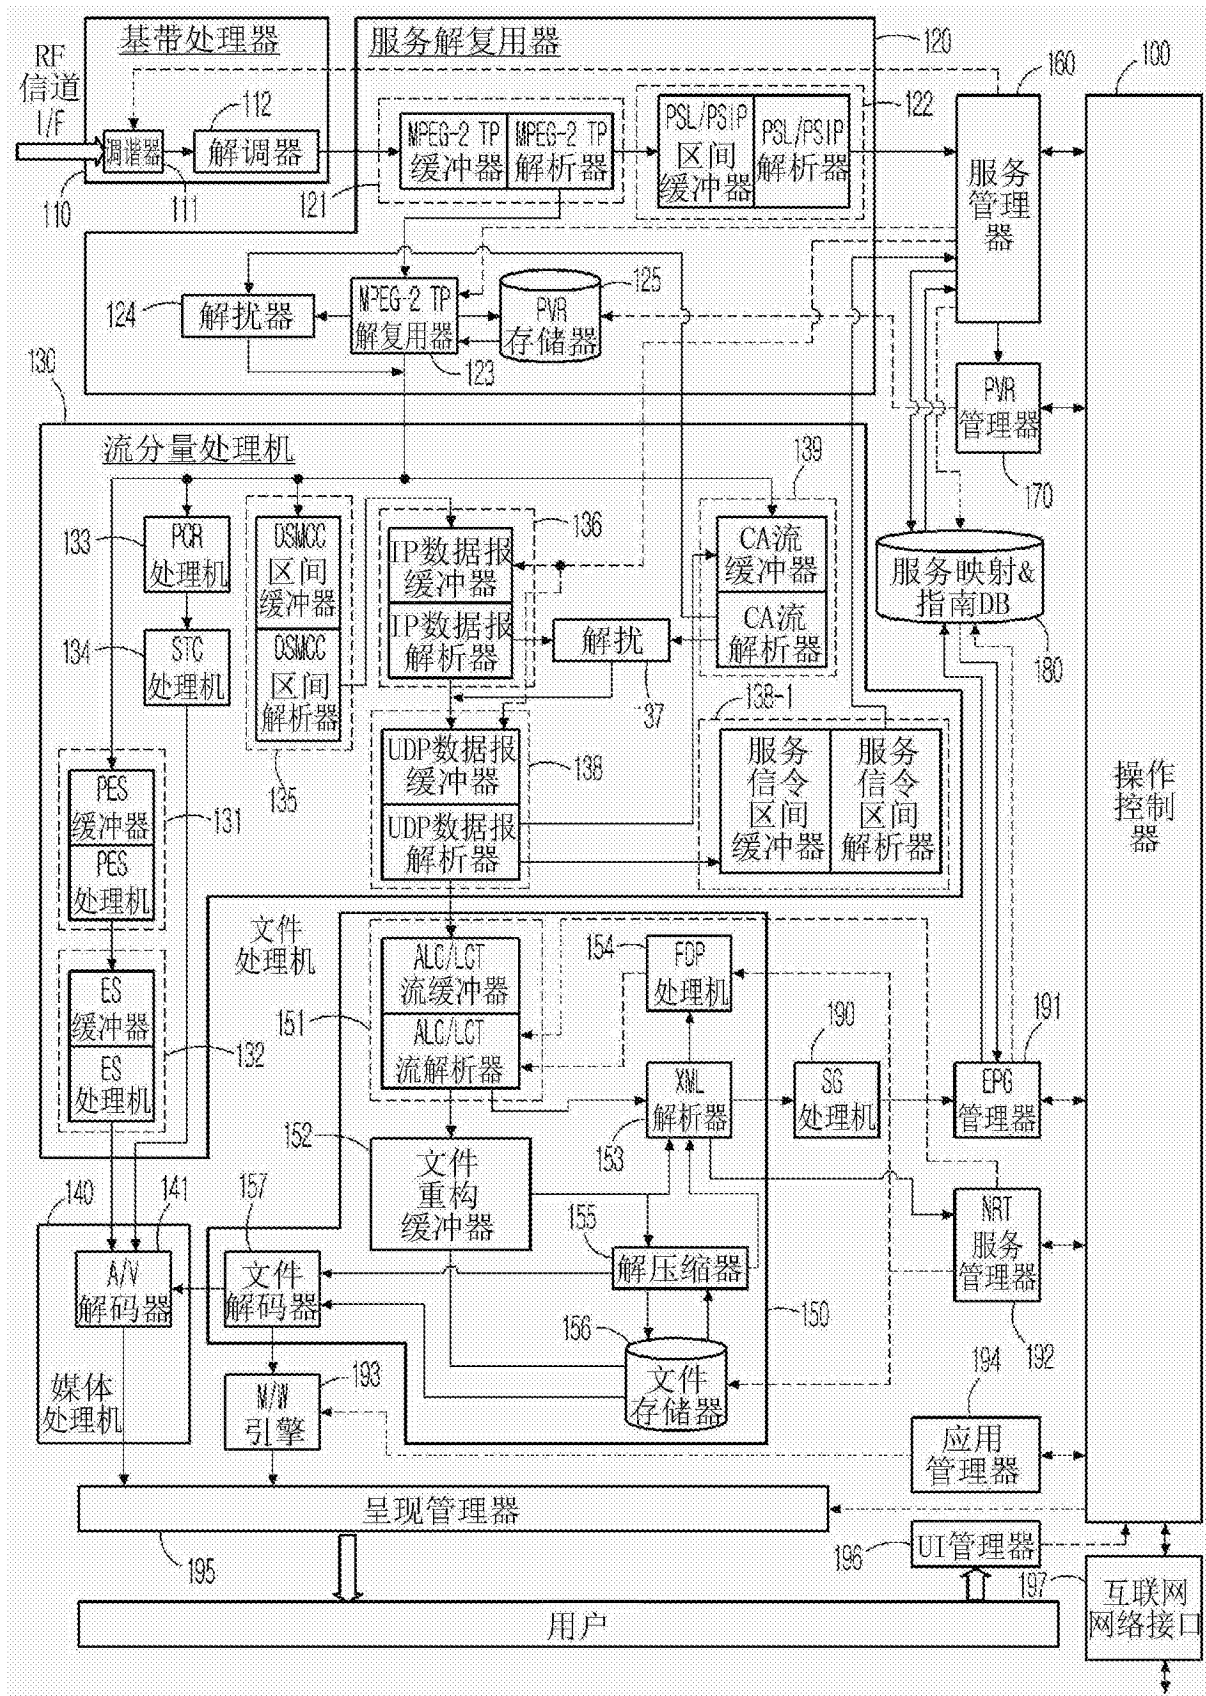 基带处理器
服务解复用器
120
160
100
RF
信道
I/F
调谐器
112
解调器
110
111
MPEG-2 TP
缓冲器
MPEG-2 TP
解析器
121
PSL/PSIP
区间
缓冲器
PSL/PSIP
解析器
122
服务
管理
器
124
解扰器
MPEG-2 TP
解复用器
123
PVR
存储器
125
130
PVR
管理器
170
流分量处理机
133
PCR
处理机
134
STC
处理机
DSMCC
区间
缓冲器
DSMCC
区间
解析器
135
136
IP数据报
缓冲器
IP数据报
解析器
解扰
137
139
CA流
缓冲器
CA流
解析器
服务映射&
指南DB
180
138-1
服务
信令
区间
缓冲器
服务
信令
区间
解析器
UDP数据报
缓冲器
UDP数据报
解析器
138
操作
控制
器
PES
缓冲器
PES
处理机
131
ES
缓冲器
ES
处理机
132
文件
处理机
ALC/LCT
流缓冲器
ALC/LCT
流解析器
151
154
FDP
处理机
190
191
XML
解析器
153
SG
处理机
EPG
管理器
152
文件
重构
缓冲器
140
141
157
155
解压缩器
NRT
服务
管理器
192
A/V
解码器
文件
解码器
150
156
文件
存储器
媒体
处理机
M/W
引擎
193
194
应用
管理器
呈现管理器
195
196
UI管理器
197
互联网
网络接口
用户